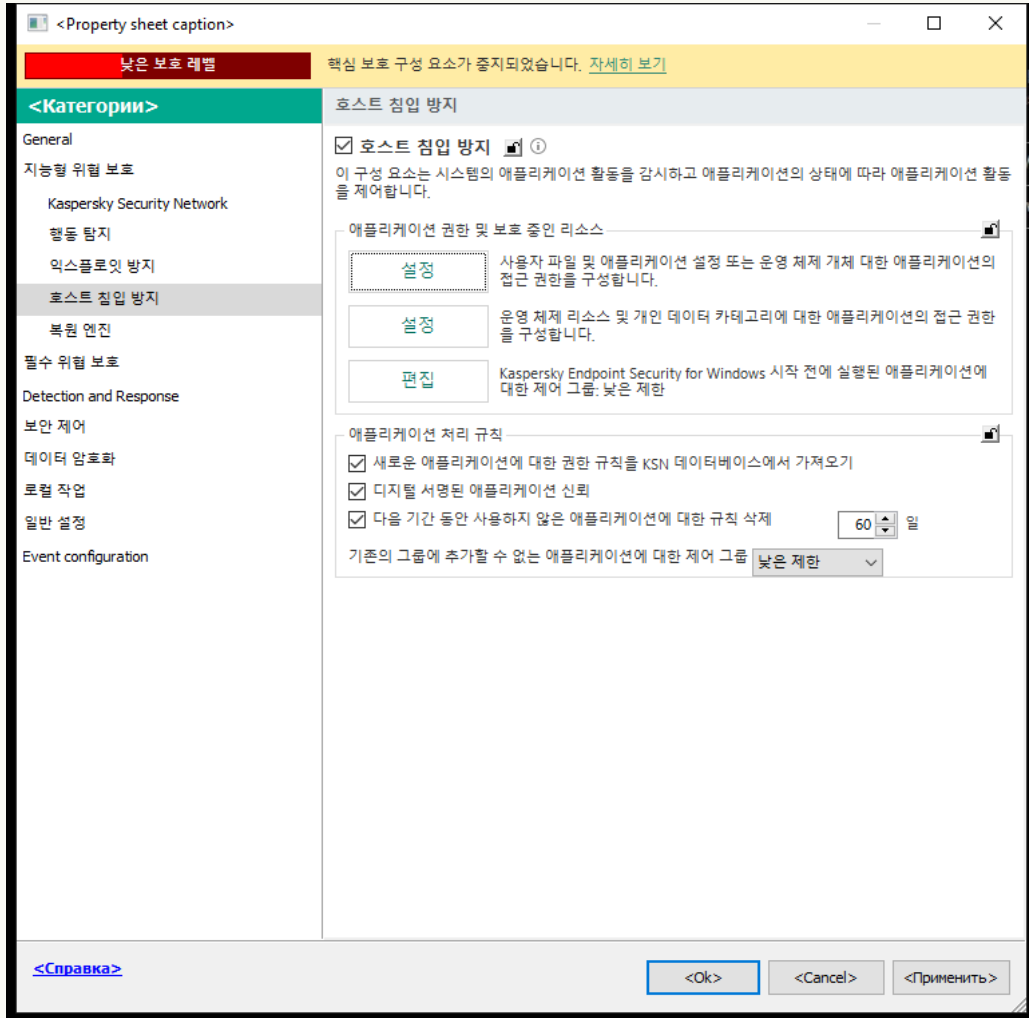 <Property sheet caption>
낮은 보호 레벨
핵심 보호 구성 요소가 중지되었습니다. 자세히 보기
<Категории>
General
지능형 위협 보호
Kaspersky Security Network
행동 탐지
익스플로잇 방지
호스트 침입 방지
복원 엔진
필수 위협 보호
Detection and Response
보안 제어
데이터 암호화
로컬 작업
일반 설정
Event configuration
호스트 침입 방지
호스트 침입 방지
이 구성 요소는 시스템의 애플리케이션 활동을 감시하고 애플리케이션의 상태에 따라 애플리케이션 활동
을 제어합니다.
애플리케이션 권한 및 보호 중인 리소스
설정
사용자 파일 및 애플리케이션 설정 또는 운영 체제 개체 대한 애플리케이션의
접근 권한을 구성합니다.
설정
운영 체제 리소스 및 개인 데이터 카테고리에 대한 애플리케이션의 접근 권한
을 구성합니다.
편집
Kaspersky Endpoint Security for Windows 시작 전에 실행된 애플리케이션에
대한 제어 그룹: 낮은 제한
애플리케이션 처리 규칙
새로운 애플리케이션에 대한 권한 규칙을 KSN 데이터베이스에서 가져오기
디지털 서명된 애플리케이션 신뢰
다음 기간 동안 사용하지 않은 애플리케이션에 대한 규칙 삭제 60 일
기존의 그룹에 추가할 수 없는 애플리케이션에 대한 제어 그룹 낮은 제한
<Справка>
<Ok> <Cancel> <Применить>